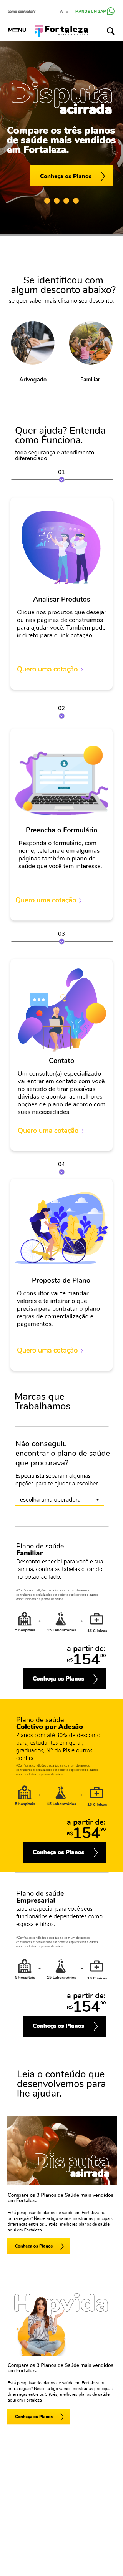 como contratar?
A+ a -
MANDE UM ZAP
MENU
Fortaleza
Disputa
acirrada
Compare os três planos
de saúde mais vendidos
em Fortaleza.
Conheça os Planos
Se identificou com
algum desconto abaixo?
se quer saber mais clica no seu desconto.
Advogado
Familiar
Quer ajuda? Entenda
como Funciona.
toda segurança e atendimento
diferenciado
01
Analisar Produtos
Clique nos produtos que desejar
ou nas páginas de construímos
para ajudar você. Também pode
ir direto para o link cotação.
Quero uma cotação
02
Preencha o Formulário
Responda o formulário, com
nome, telefone e em algumas
páginas também o plano de
saúde que você tem interesse.
Quero uma cotação
03
Contato
Um consultor(a) especializado
vai entrar em contato com você
no sentido de tirar possíveis
dúvidas e apontar as melhores
opções de plano de acordo com
suas necessidades.
Quero uma cotação
04
Proposta de Plano
O consultor vai te mandar
valores e te inteirar o que
precisa para contratar o plano
regras de comercialização e
pagamentos.
Quero uma cotação
Marcas que
Trabalhamos
Não conseguiu
encontrar o plano de saúde
que procurava?
Especialista separam algumas
opções para te ajudar a escolher.
escolha uma operadora
Plano de saúde
Familiar
Desconto especial para você e sua
família, confira as tabelas clicando
no botão ao lado.
5 hospitais
15 Laboratórios
16 Clínicas
a partir de:
R$ 154,90
Conheça os Planos
Plano de saúde
Coletivo por Adesão
Planos com até 30% de desconto
para, estudantes em geral,
graduados, Nº do Pis e outros
confira
5 hospitais
15 Laboratórios
16 Clínicas
a partir de:
R$ 154,90
Conheça os Planos
Plano de saúde
Empresarial
tabela especial para você seus,
funcionários e dependentes como
esposa e filhos.
5 hospitais
15 Laboratórios
16 Clínicas
a partir de:
R$ 154,90
Conheça os Planos
Leia o conteúdo que
desenvolvemos para
lhe ajudar.
Disputa
acirrada
Compare os 3 Planos de Saúde mais vendidos
em Fortaleza.
Está pesquisando planos de saúde em Fortaleza ou
outra região? Nesse artigo vamos mostrar as principais
diferenças entre os 3 (três) melhores planos de saúde
aqui em Fortaleza
Conheça os Planos
Hapvida
Compare os 3 Planos de Saúde mais vendidos
em Fortaleza.
Está pesquisando planos de saúde em Fortaleza ou
outra região? Nesse artigo vamos mostrar as principais
diferenças entre os 3 (três) melhores planos de saúde
aqui em Fortaleza
Conheça os Planos